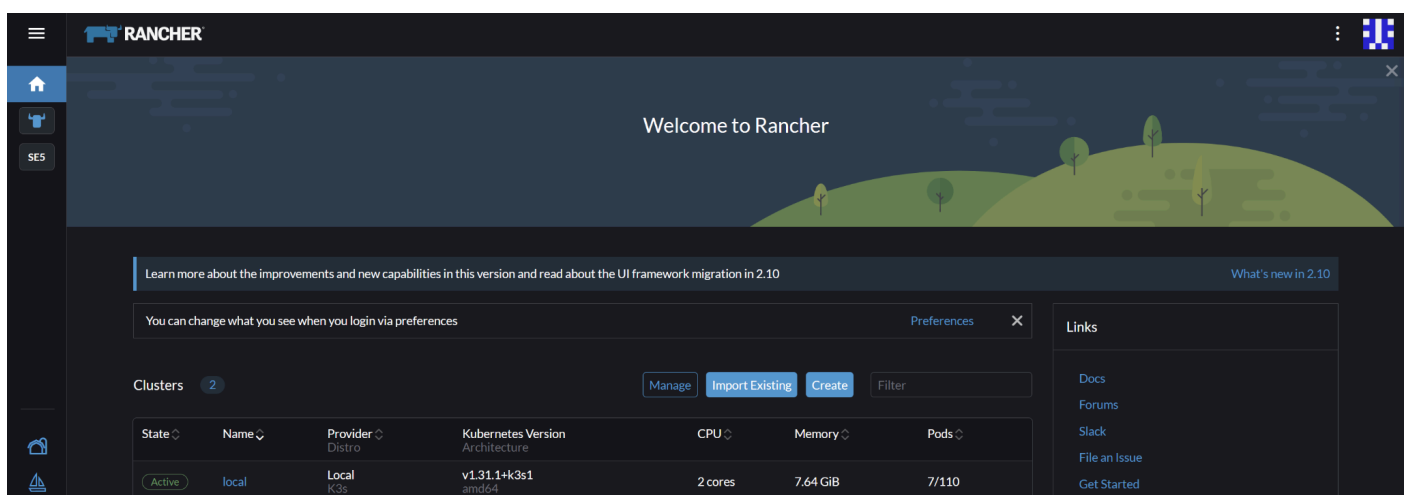 RANCHER
SE5
Welcome to Rancher
Learn more about the improvements and new capabilities in this version and read about the UI framework migration in 2.10 What's new in 2.10
You can change what you see when you login via preferences Preferences
Links
Clusters 2 Manage Import Existing Create Filter
Docs
Forums
Slack
File an Issue
Get Started
State Name Provider Kubernetes Version CPU Memory Pods
Distro Architecture
Active local Local v1.31.1+k3s1 2 cores 7.64 GiB 7/110
K3s amd64